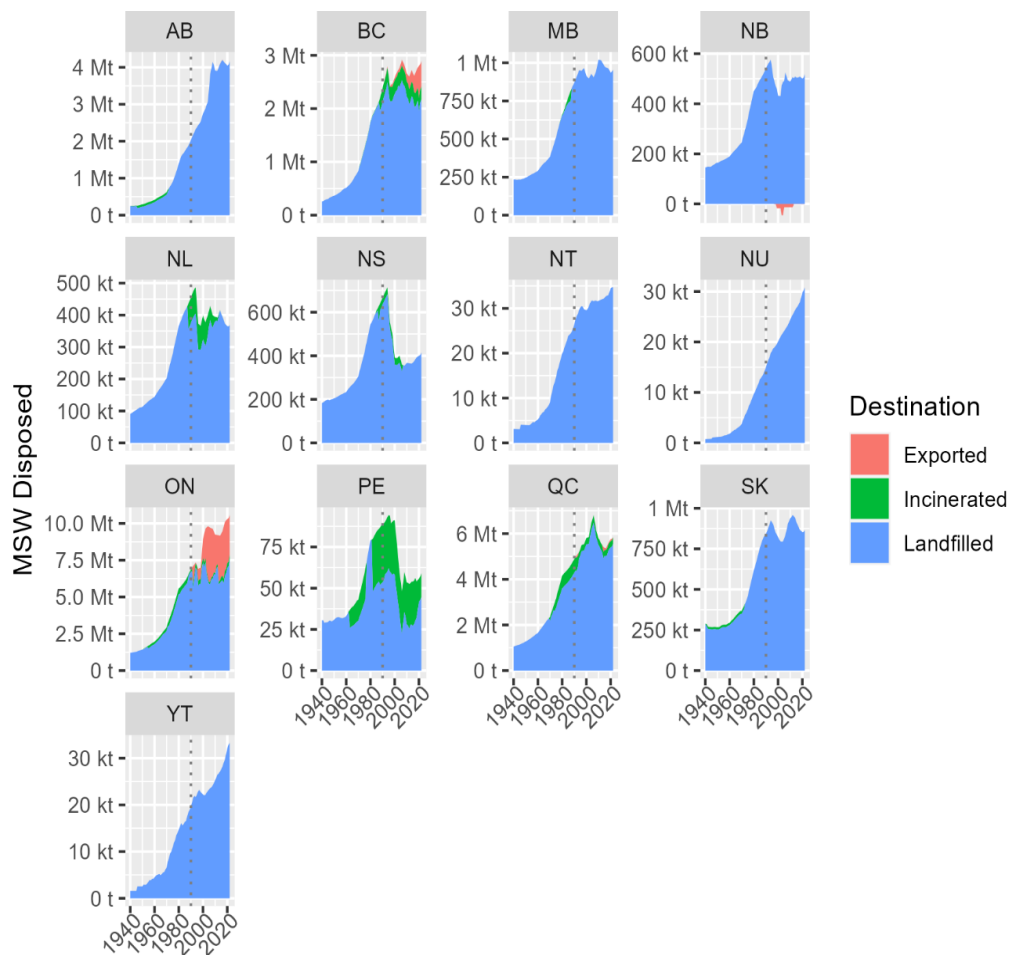 AB
BC
MB
NB
4 Mt
3 Mt
2 Mt
1 Mt
0 t
3 Mt
2 Mt
1 Mt
0 t
1 Mt
750 kt
500 kt
250 kt
0 t
600 kt
400 kt
200 kt
0 t
NL
NS
NT
NU
500 kt
400 kt
300 kt
200 kt
100 kt
0 t
600 kt
400 kt
200 kt
0 t
30 kt
20 kt
10 kt
0 t
30 kt
20 kt
10 kt
0 t
MSW Disposed
ON
PE
QC
SK
10.0 Mt
7.5 Mt
5.0 Mt
2.5 Mt
0 t
75 kt
50 kt
25 kt
0 t
6 Mt
4 Mt
2 Mt
0 t
1 Mt
750 kt
500 kt
250 kt
0 t
1940 1960 1980 2000 2020
1940 1960 1980 2000 2020
1940 1960 1980 2000 2020
YT
30 kt
20 kt
10 kt
0 t
1940 1960 1980 2000 2020
Destination
Exported
Incinerated
Landfilled